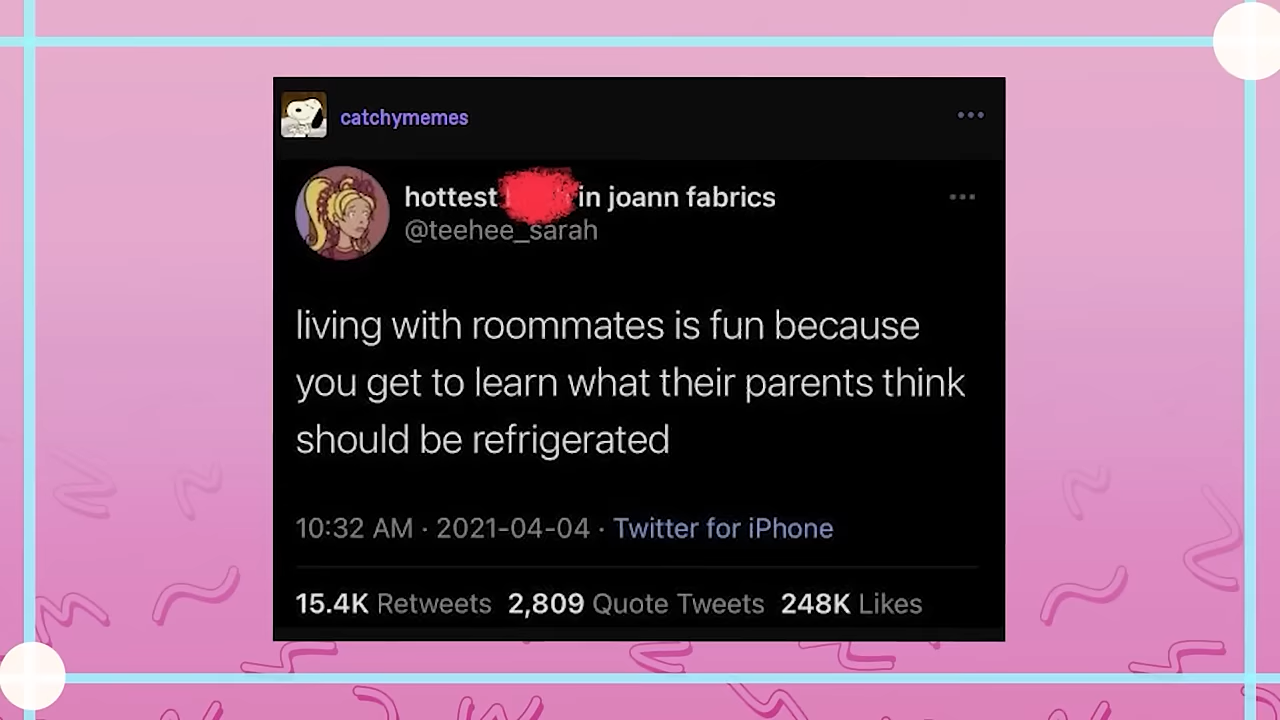 catchymemes
hottest in joann fabrics
@teehee_sarah
living with roommates is fun because
you get to learn what their parents think
should be refrigerated
10:32 AM · 2021-04-04 · Twitter for iPhone
15.4K Retweets 2,809 Quote Tweets 248K Likes